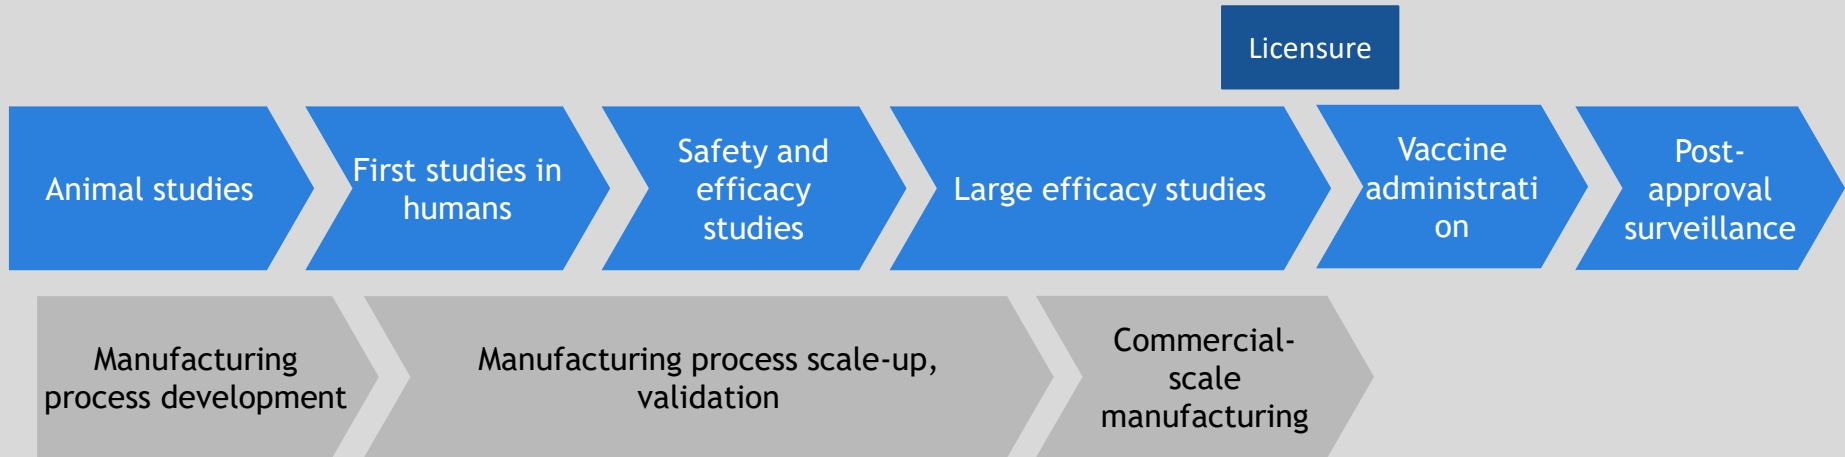 Licensure
Animal studies
First studies in
humans
Safety and
efficacy
studies
Large efficacy studies
Vaccine
administrati
on
Post-
approval
surveillance
Manufacturing
process development
Manufacturing process scale-up,
validation
Commercial-
scale
manufacturing